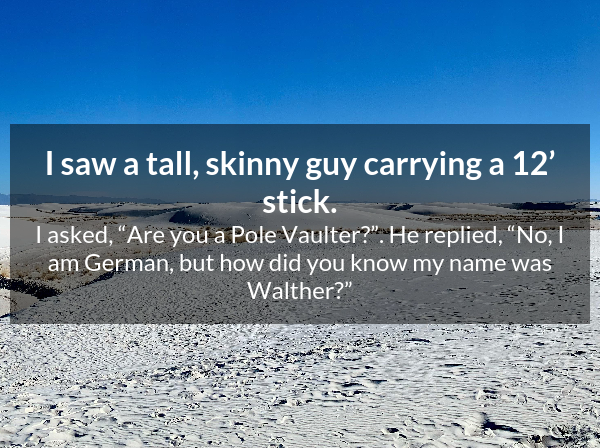 I saw a tall, skinny guy carrying a 12’
stick.
I asked, “Are you a Pole Vaulter?”. He replied, “No, I
am German, but how did you know my name was
Walther?”